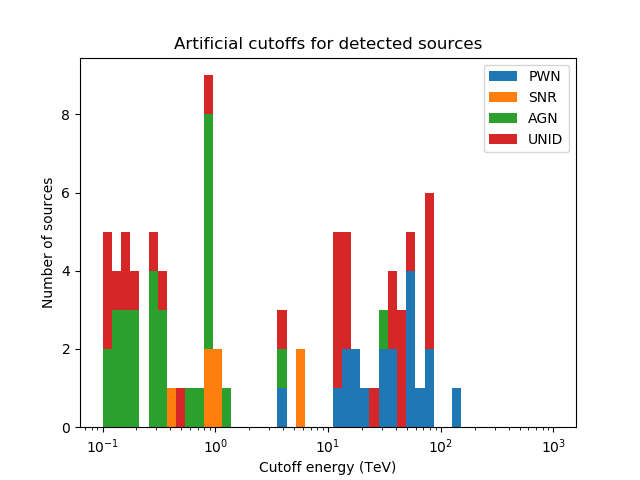 Artificial cutoffs for detected sources
PWN
SNR
AGN
UNID
Number of sources
8
6
4
2
0
10⁻¹
10⁰
10¹
10²
10³
Cutoff energy (TeV)